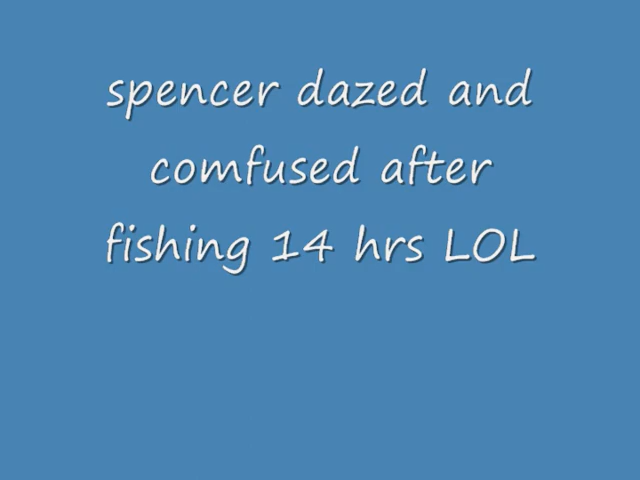 spencer dazed and
comfused after
fishing 14 hrs LOL